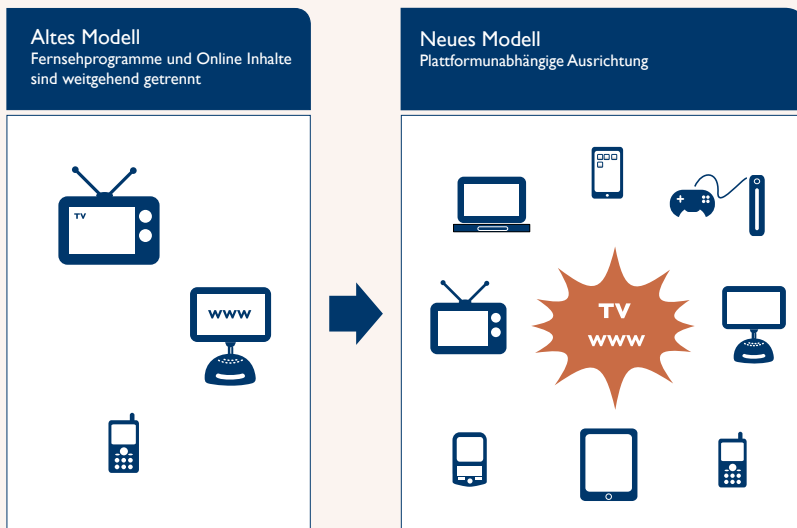 Altes Modell
Fernsehprogramme und Online Inhalte
sind weitgehend getrennt
TV
www
Neues Modell
Plattformunabhängige Ausrichtung
TV
www